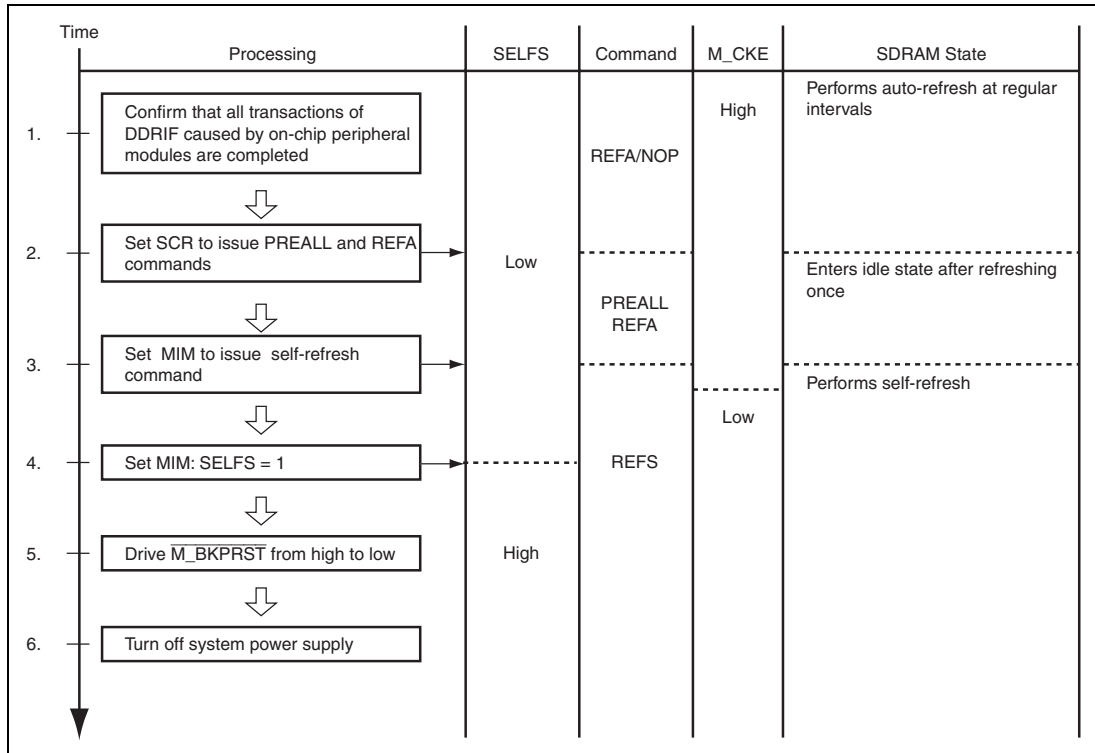 Time
Processing
SELFS
Command
M_CKE
SDRAM State
1.
Confirm that all transactions of
DDRIF caused by on-chip peripheral
modules are completed
REFA/NOP
High
Performs auto-refresh at regular
intervals
2.
Set SCR to issue PREALL and REFA
commands
Low
PREALL
REFA
Enters idle state after refreshing
once
3.
Set MIM to issue self-refresh
command
Performs self-refresh
Low
4.
Set MIM: SELFS = 1
REFS
5.
Drive M_BKPRST from high to low
High
6.
Turn off system power supply